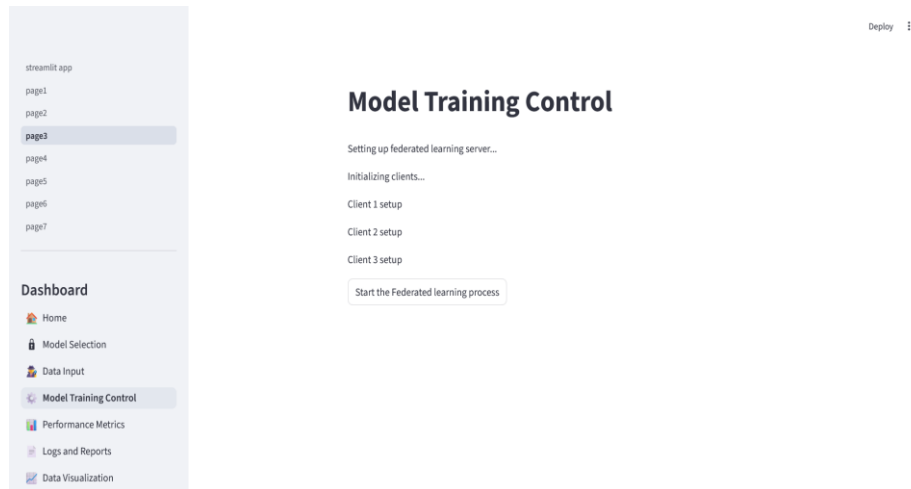 Deploy
streamlit app
page1
page2
page3
page4
page5
page6
page7
Dashboard
Home
Model Selection
Data Input
Model Training Control
Performance Metrics
Logs and Reports
Data Visualization
Model Training Control
Setting up federated learning server...
Initializing clients...
Client 1 setup
Client 2 setup
Client 3 setup
Start the Federated learning process